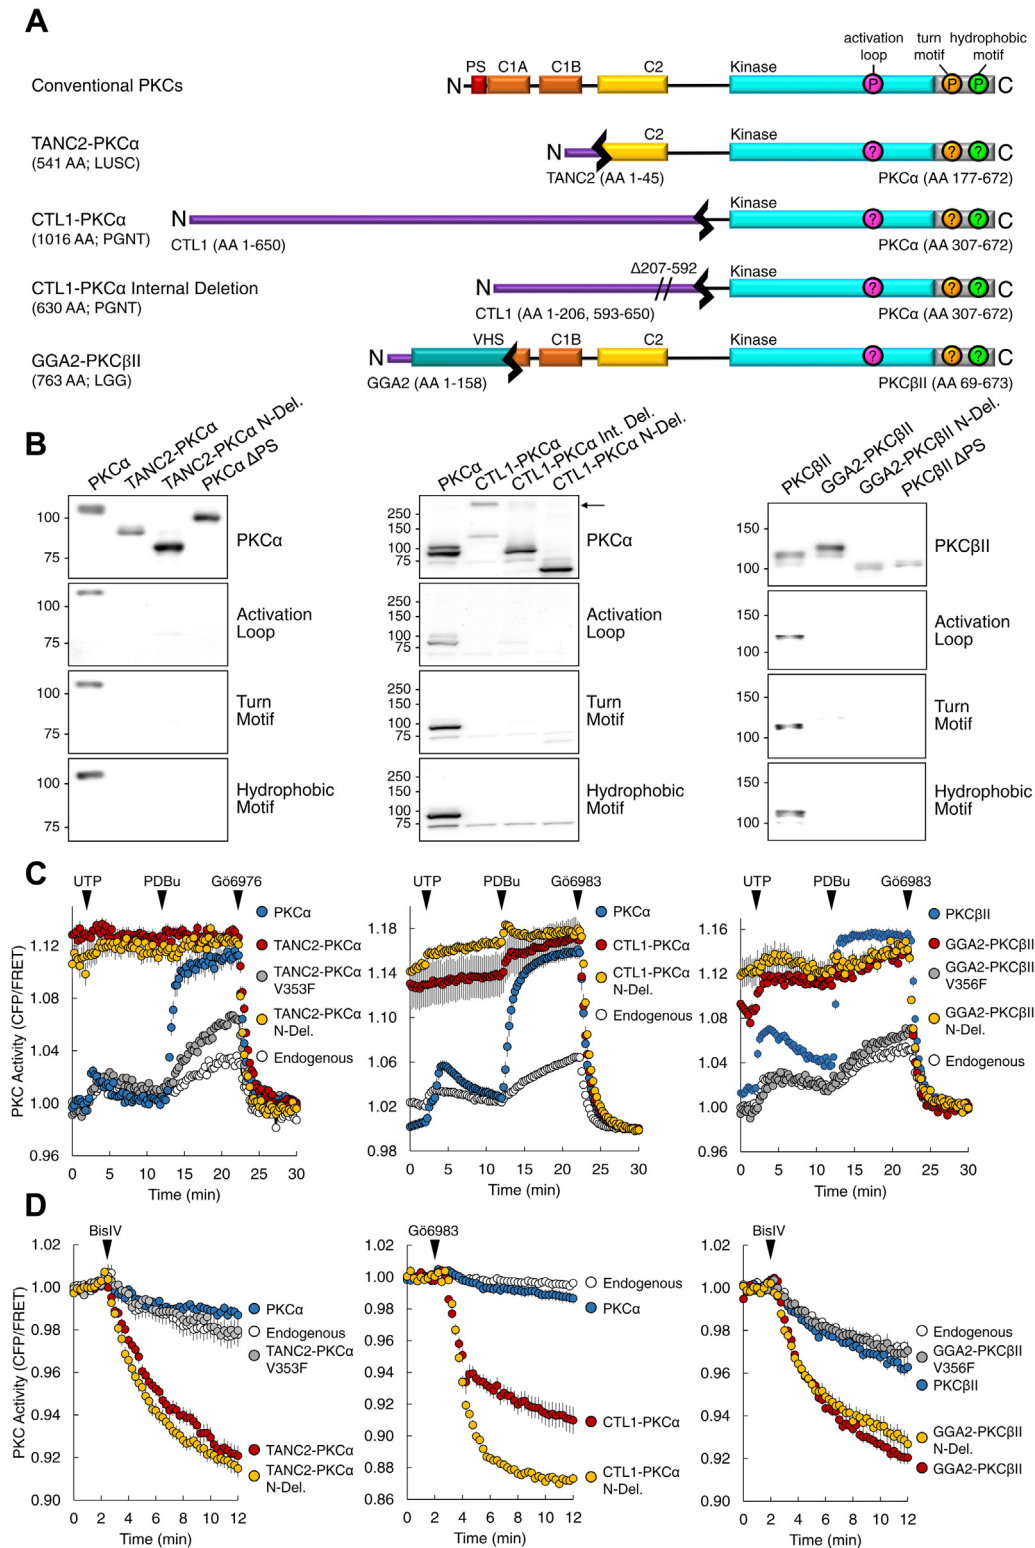 A
activation loop
turn motif
hydrophobic motif
Conventional PKCs
N
PS
C1A
C1B
C2
Kinase
P
P
P
C
TANC2-PKCα
(541 AA; LUSC)
N
C2
Kinase
?
?
?
C
TANC2 (AA 1-45)
PKCα (AA 177-672)
CTL1-PKCα
(1016 AA; PGNT)
N
Kinase
?
?
?
C
CTL1 (AA 1-650)
PKCα (AA 307-672)
CTL1-PKCα Internal Deletion
(630 AA; PGNT)
N
Δ207-592
Kinase
?
?
?
C
CTL1 (AA 1-206, 593-650)
PKCα (AA 307-672)
GGA2-PKCβII
(763 AA; LGG)
N
VHS
C1B
C2
Kinase
?
?
?
C
GGA2 (AA 1-158)
PKCβII (AA 69-673)
B
PKCα
TANC2-PKCα
TANC2-PKCα N-Del.
PKCα ΔPS
100
75
PKCα
100
75
Activation
Loop
100
75
Turn
Motif
100
75
Hydrophobic
Motif
PKCα
CTL1-PKCα
CTL1-PKCα Int. Del.
CTL1-PKCα N-Del.
250
150
100
75
PKCα
250
150
100
75
Activation
Loop
250
150
100
75
Turn
Motif
250
150
100
75
Hydrophobic
Motif
PKCβII
GGA2-PKCβII
GGA2-PKCβII N-Del.
PKCβII ΔPS
150
100
PKCβII
150
100
Activation
Loop
150
100
Turn
Motif
150
100
Hydrophobic
Motif
C
PKC Activity (CFP/FRET)
UTP
PDBu
Gö6976
1.12
1.08
1.04
1.00
0.96
0
5
10
15
20
25
30
Time (min)
PKCα
TANC2-PKCα
TANC2-PKCα
V353F
TANC2-PKCα
N-Del.
Endogenous
UTP
PDBu
Gö6983
1.18
1.14
1.10
1.06
1.02
0.98
0
5
10
15
20
25
30
Time (min)
PKCα
CTL1-PKCα
CTL1-PKCα
N-Del.
Endogenous
UTP
PDBu
Gö6983
1.16
1.12
1.08
1.04
1.00
0.96
0
5
10
15
20
25
30
Time (min)
PKCβII
GGA2-PKCβII
GGA2-PKCβII
V356F
GGA2-PKCβII
N-Del.
Endogenous
D
PKC Activity (CFP/FRET)
BisIV
1.02
1.00
0.98
0.96
0.94
0.92
0.90
0
2
4
6
8
10
12
Time (min)
PKCα
Endogenous
TANC2-PKCα
V353F
TANC2-PKCα
TANC2-PKCα
N-Del.
Gö6983
1.02
1.00
0.98
0.96
0.94
0.92
0.90
0.88
0.86
0
2
4
6
8
10
12
Time (min)
Endogenous
PKCα
CTL1-PKCα
CTL1-PKCα
N-Del.
BisIV
1.02
1.00
0.98
0.96
0.94
0.92
0.90
0
2
4
6
8
10
12
Time (min)
Endogenous
GGA2-PKCβII
V356F
PKCβII
GGA2-PKCβII
N-Del.
GGA2-PKCβII